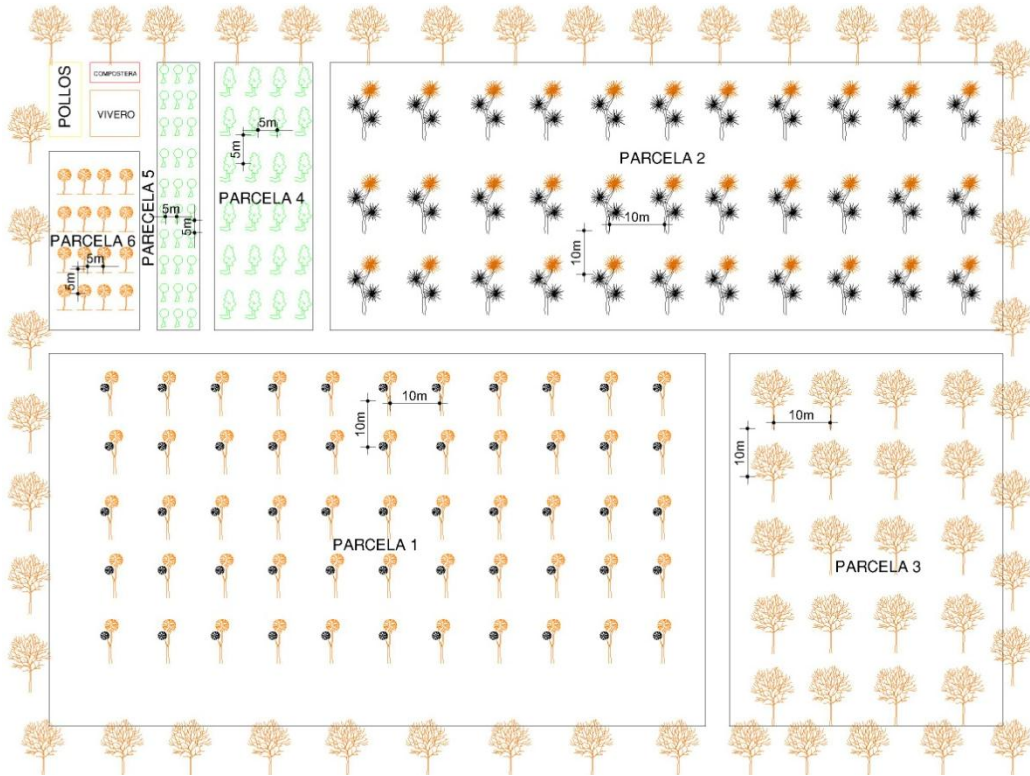 POLLOS
COMPOSTERA
VIVERO
PARCELA 6
5m
5m
PARECELA 5
5m
5m
PARCELA 4
5m
5m
PARCELA 2
10m
10m
PARCELA 1
10m
10m
PARCELA 3
10m
10m